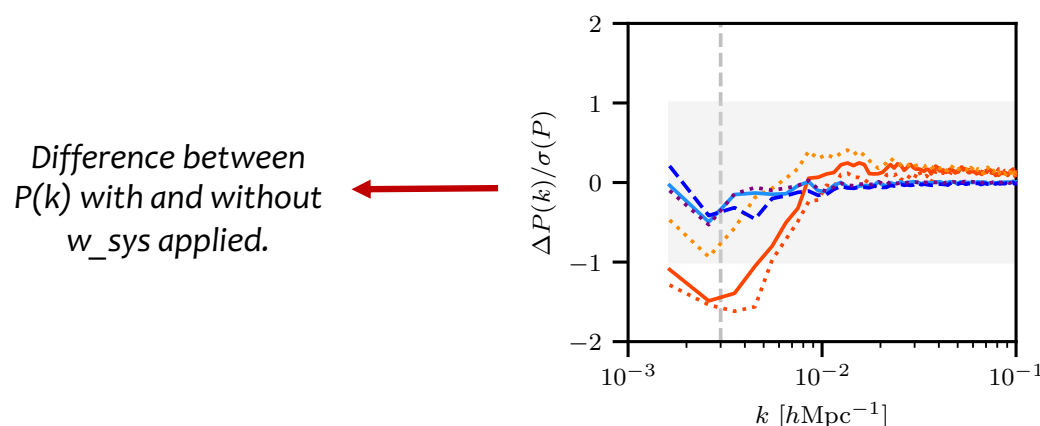 Difference between
P(k) with and without
w_sys applied.
ΔP(k)/σ(P)
2
1
0
−1
−2
10⁻³
10⁻²
10⁻¹
k [hMpc⁻¹]